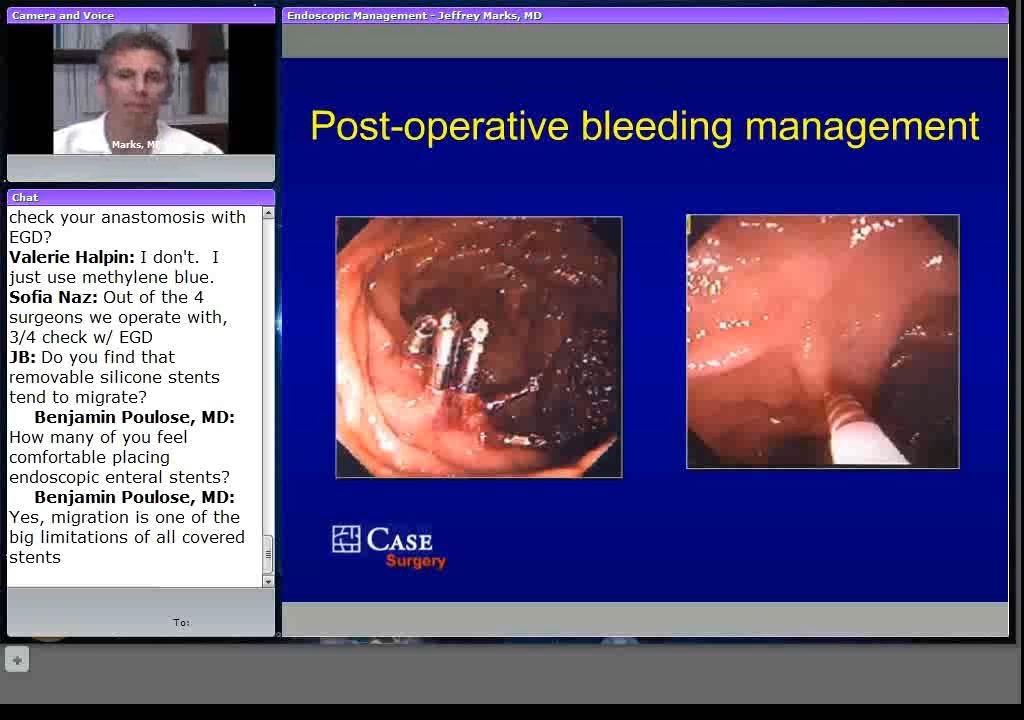 Camera and Voice
Marks, M
Chat
check your anastomosis with
EGD?
Valerie Halpin: I don't.  I
just use methylene blue.
Sofia Naz: Out of the 4
surgeons we operate with,
3/4 check w/ EGD
JB: Do you find that
removable silicone stents
tend to migrate?
Benjamin Poulose, MD:
How many of you feel
comfortable placing
endoscopic enteral stents?
Benjamin Poulose, MD:
Yes, migration is one of the
big limitations of all covered
stents
To:
Endoscopic Management - Jeffrey Marks, MD
Post-operative bleeding management
CASE
Surgery